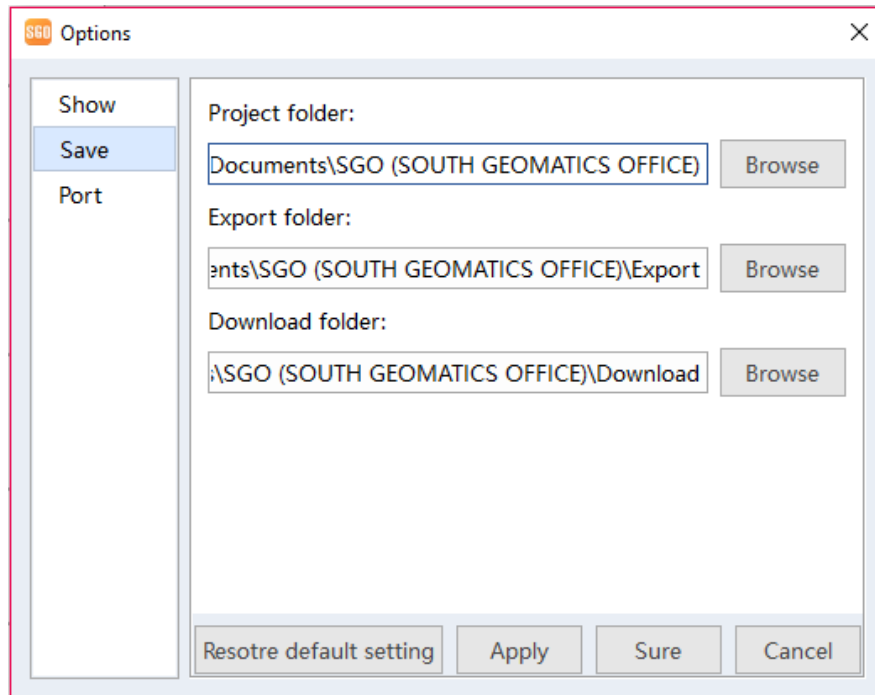 SGO Options
Show
Save
Port
Project folder:
Documents\SGO (SOUTH GEOMATICS OFFICE)
Browse
Export folder:
ents\SGO (SOUTH GEOMATICS OFFICE)\Export
Browse
Download folder:
\SGO (SOUTH GEOMATICS OFFICE)\Download
Browse
Resotre default setting
Apply
Sure
Cancel